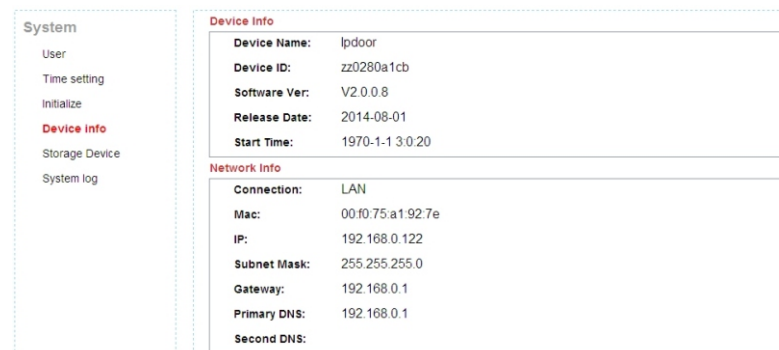 System
User
Time setting
Initialize
Device info
Storage Device
System log
Device Info
Device Name: Ipdoor
Device ID: zz0280a1cb
Software Ver: V2.0.0.8
Release Date: 2014-08-01
Start Time: 1970-1-1 3:0:20
Network Info
Connection: LAN
Mac: 00:f0:75:a1:92:7e
IP: 192.168.0.122
Subnet Mask: 255.255.255.0
Gateway: 192.168.0.1
Primary DNS: 192.168.0.1
Second DNS: